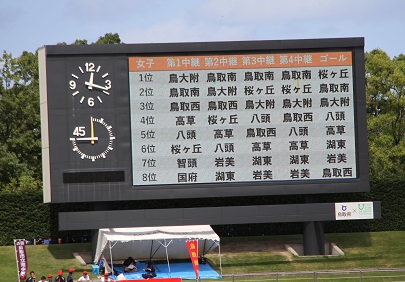 女子 第1中継 第2中継 第3中継 第4中継 ゴール
1位 鳥大附 鳥取南 鳥取南 鳥取南 桜ヶ丘
2位 鳥取南 鳥大附 桜ヶ丘 桜ヶ丘 鳥取南
3位 鳥取西 鳥取西 鳥大附 鳥大附 鳥大附
4位 高草 桜ヶ丘 八頭 鳥取西 八頭
5位 八頭 高草 鳥取西 八頭 高草
6位 桜ヶ丘 八頭 高草 高草 湖東
7位 智頭 岩美 湖東 湖東 岩美
8位 国府 湖東 岩美 岩美 鳥取西
12
3
6
9
45